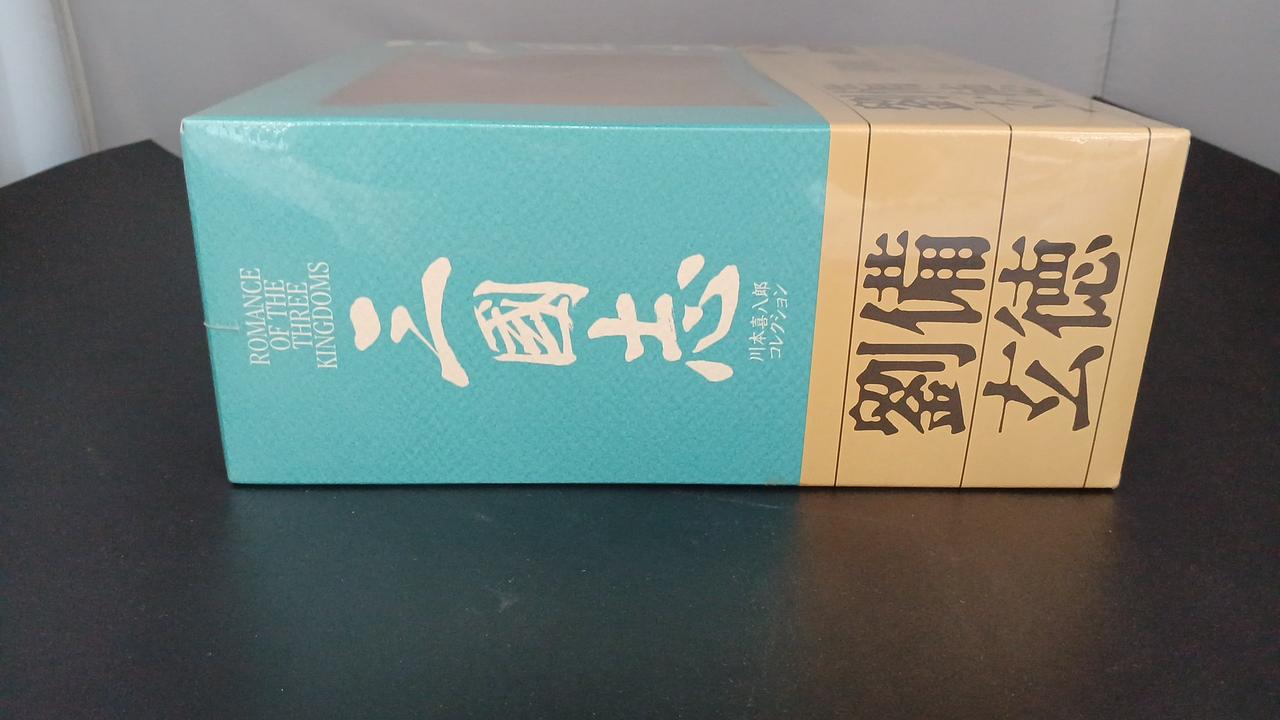 ROMANCE
OF THE
THREE
KINGDOMS
三國志
川本喜八郎
コレクション
劉備
玄徳